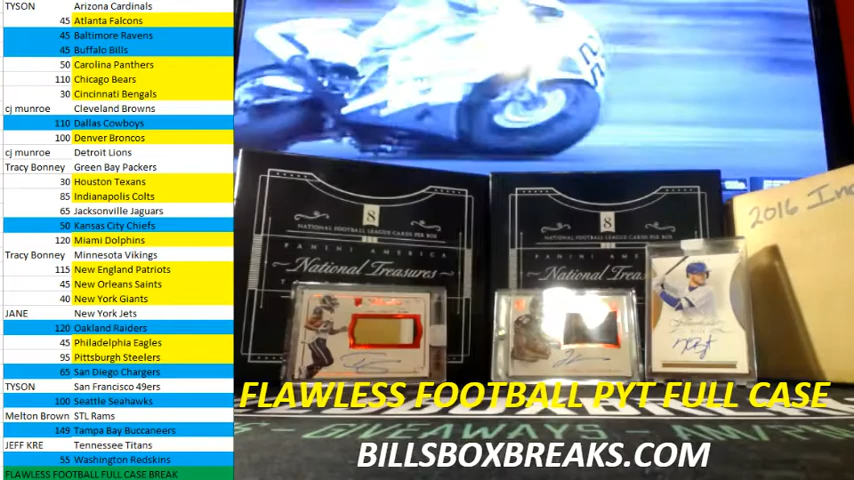 TYSON Arizona Cardinals
45 Atlanta Falcons
45 Baltimore Ravens
45 Buffalo Bills
50 Carolina Panthers
110 Chicago Bears
30 Cincinnati Bengals
cj munroe Cleveland Browns
110 Dallas Cowboys
100 Denver Broncos
cj munroe Detroit Lions
Tracy Bonney Green Bay Packers
30 Houston Texans
85 Indianapolis Colts
65 Jacksonville Jaguars
50 Kansas City Chiefs
120 Miami Dolphins
Tracy Bonney Minnesota Vikings
115 New England Patriots
45 New Orleans Saints
40 New York Giants
JANE New York Jets
120 Oakland Raiders
45 Philadelphia Eagles
95 Pittsburgh Steelers
65 San Diego Chargers
TYSON San Francisco 49ers
100 Seattle Seahawks
Melton Brown STL Rams
149 Tampa Bay Buccaneers
JEFF KRE Tennessee Titans
55 Washington Redskins
FLAWLESS FOOTBALL FULL CASE BREAK
8
NATIONAL FOOTBALL LEAGUE CARDS PER BOX
PANINI AMERICA
National Treasures
8
NATIONAL FOOTBALL LEAGUE CARDS PER BOX
PANINI AME
National Treas
2016 In
FLAWLESS FOOTBALL PYT FULL CASE
GIVEAWAYS
BILLSBOXBREAKS.COM